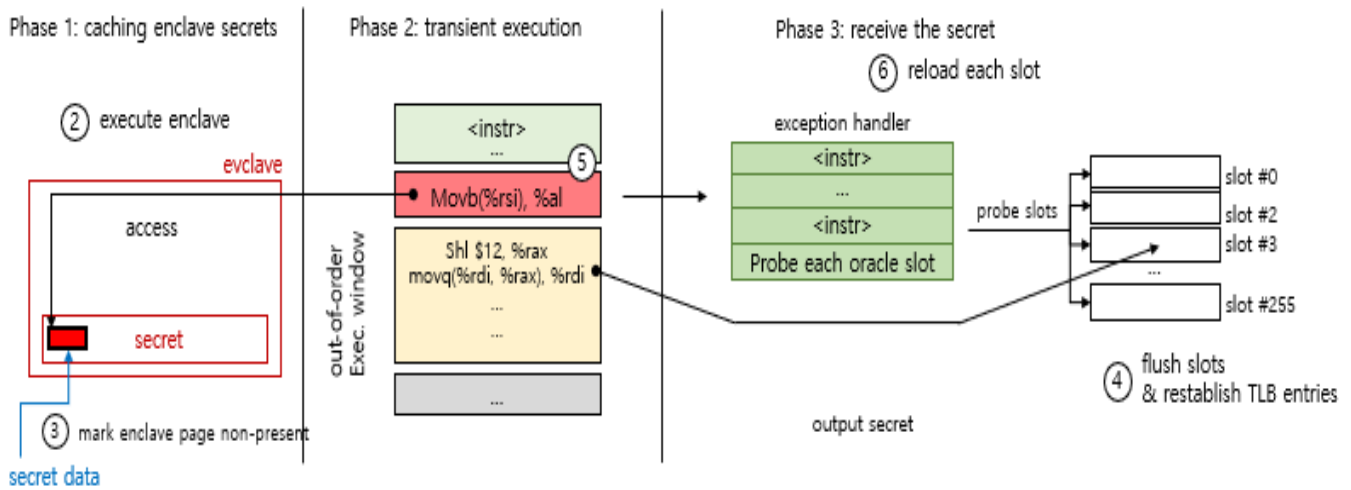 Phase 1: caching enclave secrets
② execute enclave
evclave
access
secret
③ mark enclave page non-present
secret data
Phase 2: transient execution
<instr>
...
⑤
Movb(%rsi), %al
out-of-order
Exec. window
Shl $12, %rax
movq(%rdi, %rax), %rdi
...
...
...
Phase 3: receive the secret
⑥ reload each slot
exception handler
<instr>
...
<instr>
Probe each oracle slot
probe slots
slot #0
slot #2
slot #3
...
slot #255
④ flush slots
& restablish TLB entries
output secret